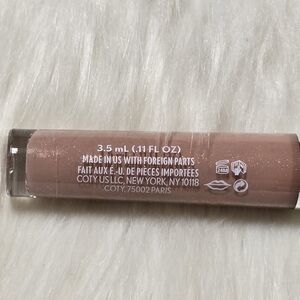 3.5 mL (.11 FL OZ)
MADE IN US WITH FOREIGN PARTS
FAIT AUX É.-U. DE PIÈCES IMPORTÉES
COTY US LLC, NEW YORK, NY 10118
COTY, 75002 PARIS